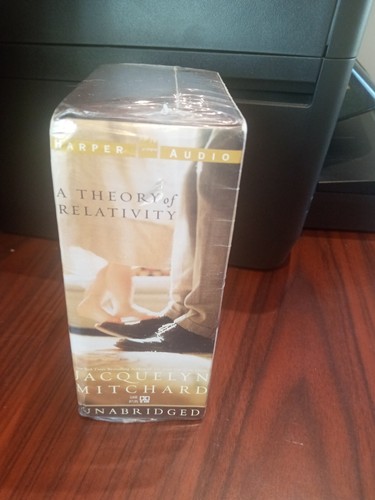 HARPER AUDIO
A THEORY of
RELATIVITY
JACQUELYN
MITCHARD
UNABRIDGED